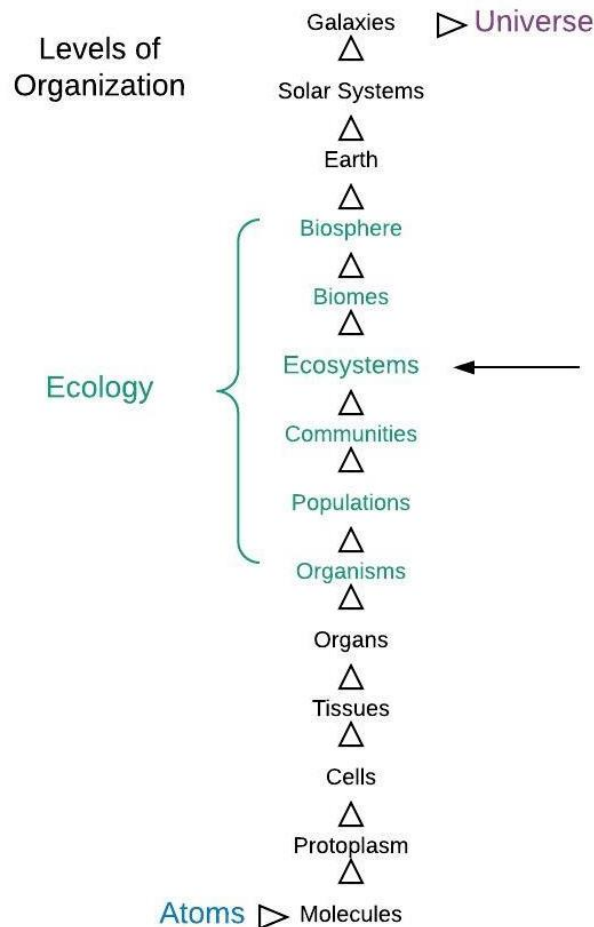 Levels of
Organization
Galaxies
Universe
Solar Systems
Earth
Biosphere
Biomes
Ecosystems
Ecology
Communities
Populations
Organisms
Organs
Tissues
Cells
Protoplasm
Atoms
Molecules